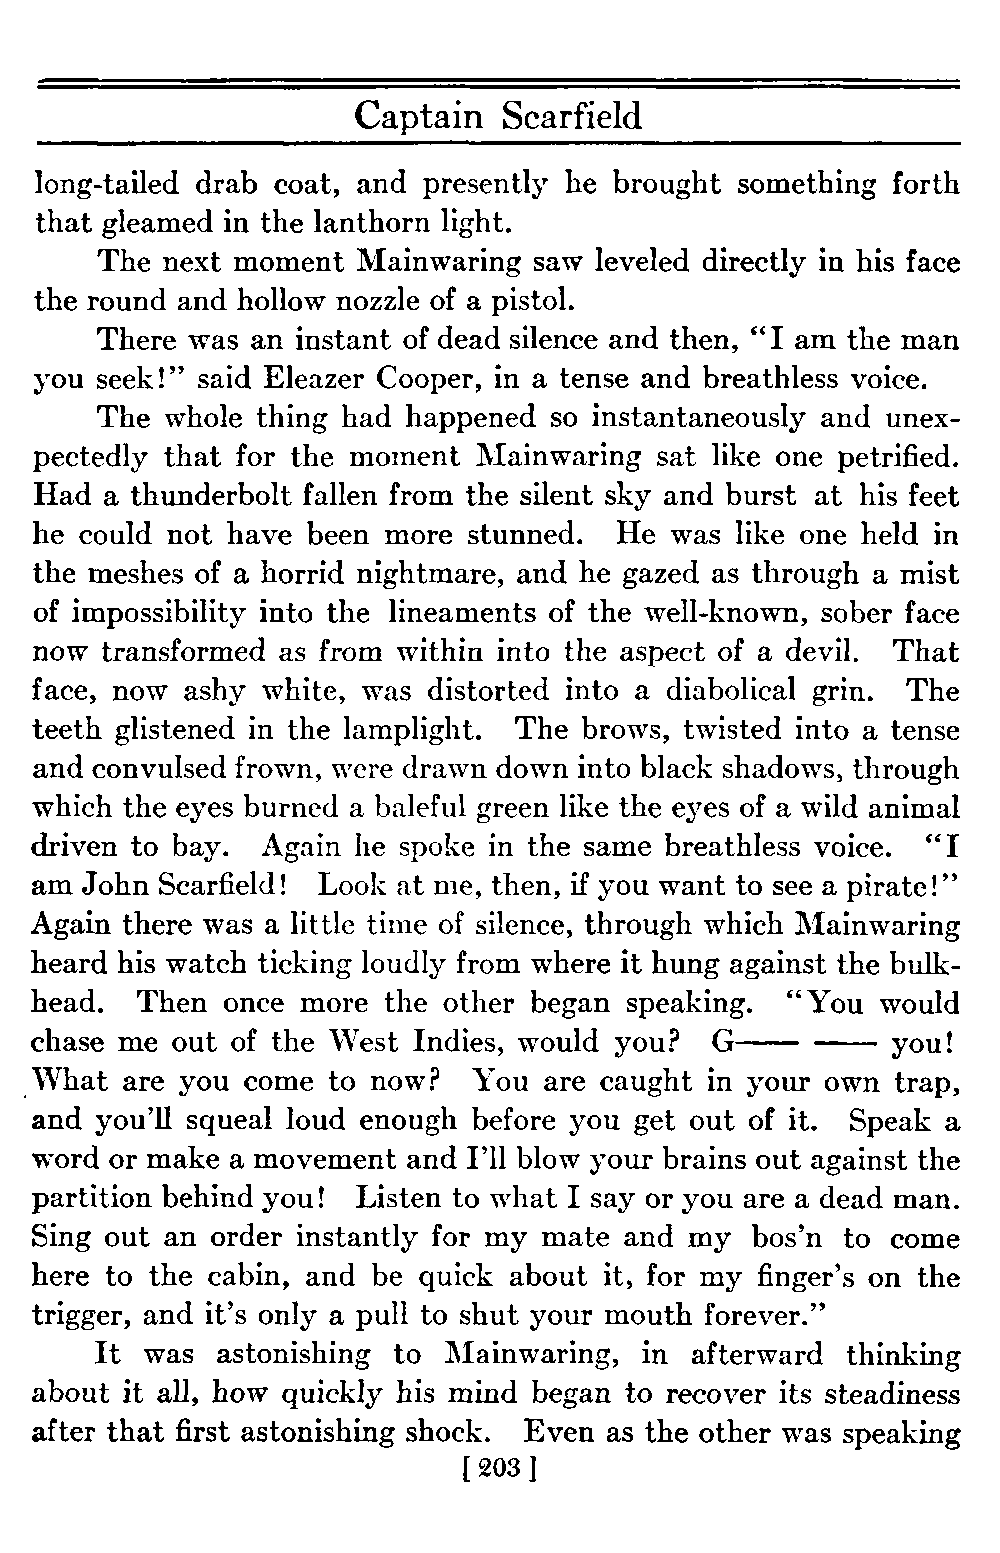 Captain Scarfield
long-tailed drab coat, and presently he brought something forth
that gleamed in the lanthorn light.
The next moment Mainwaring saw leveled directly in his face
the round and hollow nozzle of a pistol.
There was an instant of dead silence and then, “I am the man
you seek!” said Eleazer Cooper, in a tense and breathless voice.
The whole thing had happened so instantaneously and unex-
pectedly that for the moment Mainwaring sat like one petrified.
Had a thunderbolt fallen from the silent sky and burst at his feet
he could not have been more stunned. He was like one held in
the meshes of a horrid nightmare, and he gazed as through a mist
of impossibility into the lineaments of the well-known, sober face
now transformed as from within into the aspect of a devil. That
face, now ashy white, was distorted into a diabolical grin. The
teeth glistened in the lamplight. The brows, twisted into a tense
and convulsed frown, were drawn down into black shadows, through
which the eyes burned a baleful green like the eyes of a wild animal
driven to bay. Again he spoke in the same breathless voice. “I
am John Scarfield! Look at me, then, if you want to see a pirate!”
Again there was a little time of silence, through which Mainwaring
heard his watch ticking loudly from where it hung against the bulk-
head. Then once more the other began speaking. “You would
chase me out of the West Indies, would you? G—— —— you!
What are you come to now? You are caught in your own trap,
and you’ll squeal loud enough before you get out of it. Speak a
word or make a movement and I’ll blow your brains out against the
partition behind you! Listen to what I say or you are a dead man.
Sing out an order instantly for my mate and my bos’n to come
here to the cabin, and be quick about it, for my finger’s on the
trigger, and it’s only a pull to shut your mouth forever.”
It was astonishing to Mainwaring, in afterward thinking
about it all, how quickly his mind began to recover its steadiness
after that first astonishing shock. Even as the other was speaking
[ 203 ]